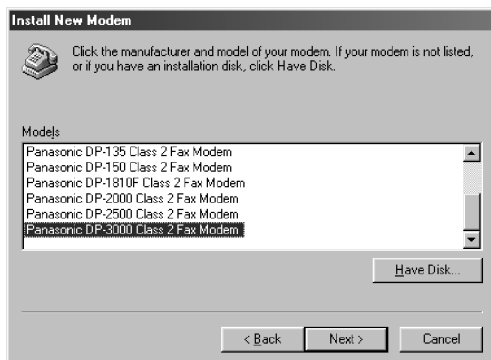 Install New Modem
Click the manufacturer and model of your modem. If your modem is not listed,
or if you have an installation disk, click Have Disk.
Models
Panasonic DP-135 Class 2 Fax Modem
Panasonic DP-150 Class 2 Fax Modem
Panasonic DP-1810F Class 2 Fax Modem
Panasonic DP-2000 Class 2 Fax Modem
Panasonic DP-2500 Class 2 Fax Modem
Panasonic DP-3000 Class 2 Fax Modem
Have Disk...
< Back Next > Cancel